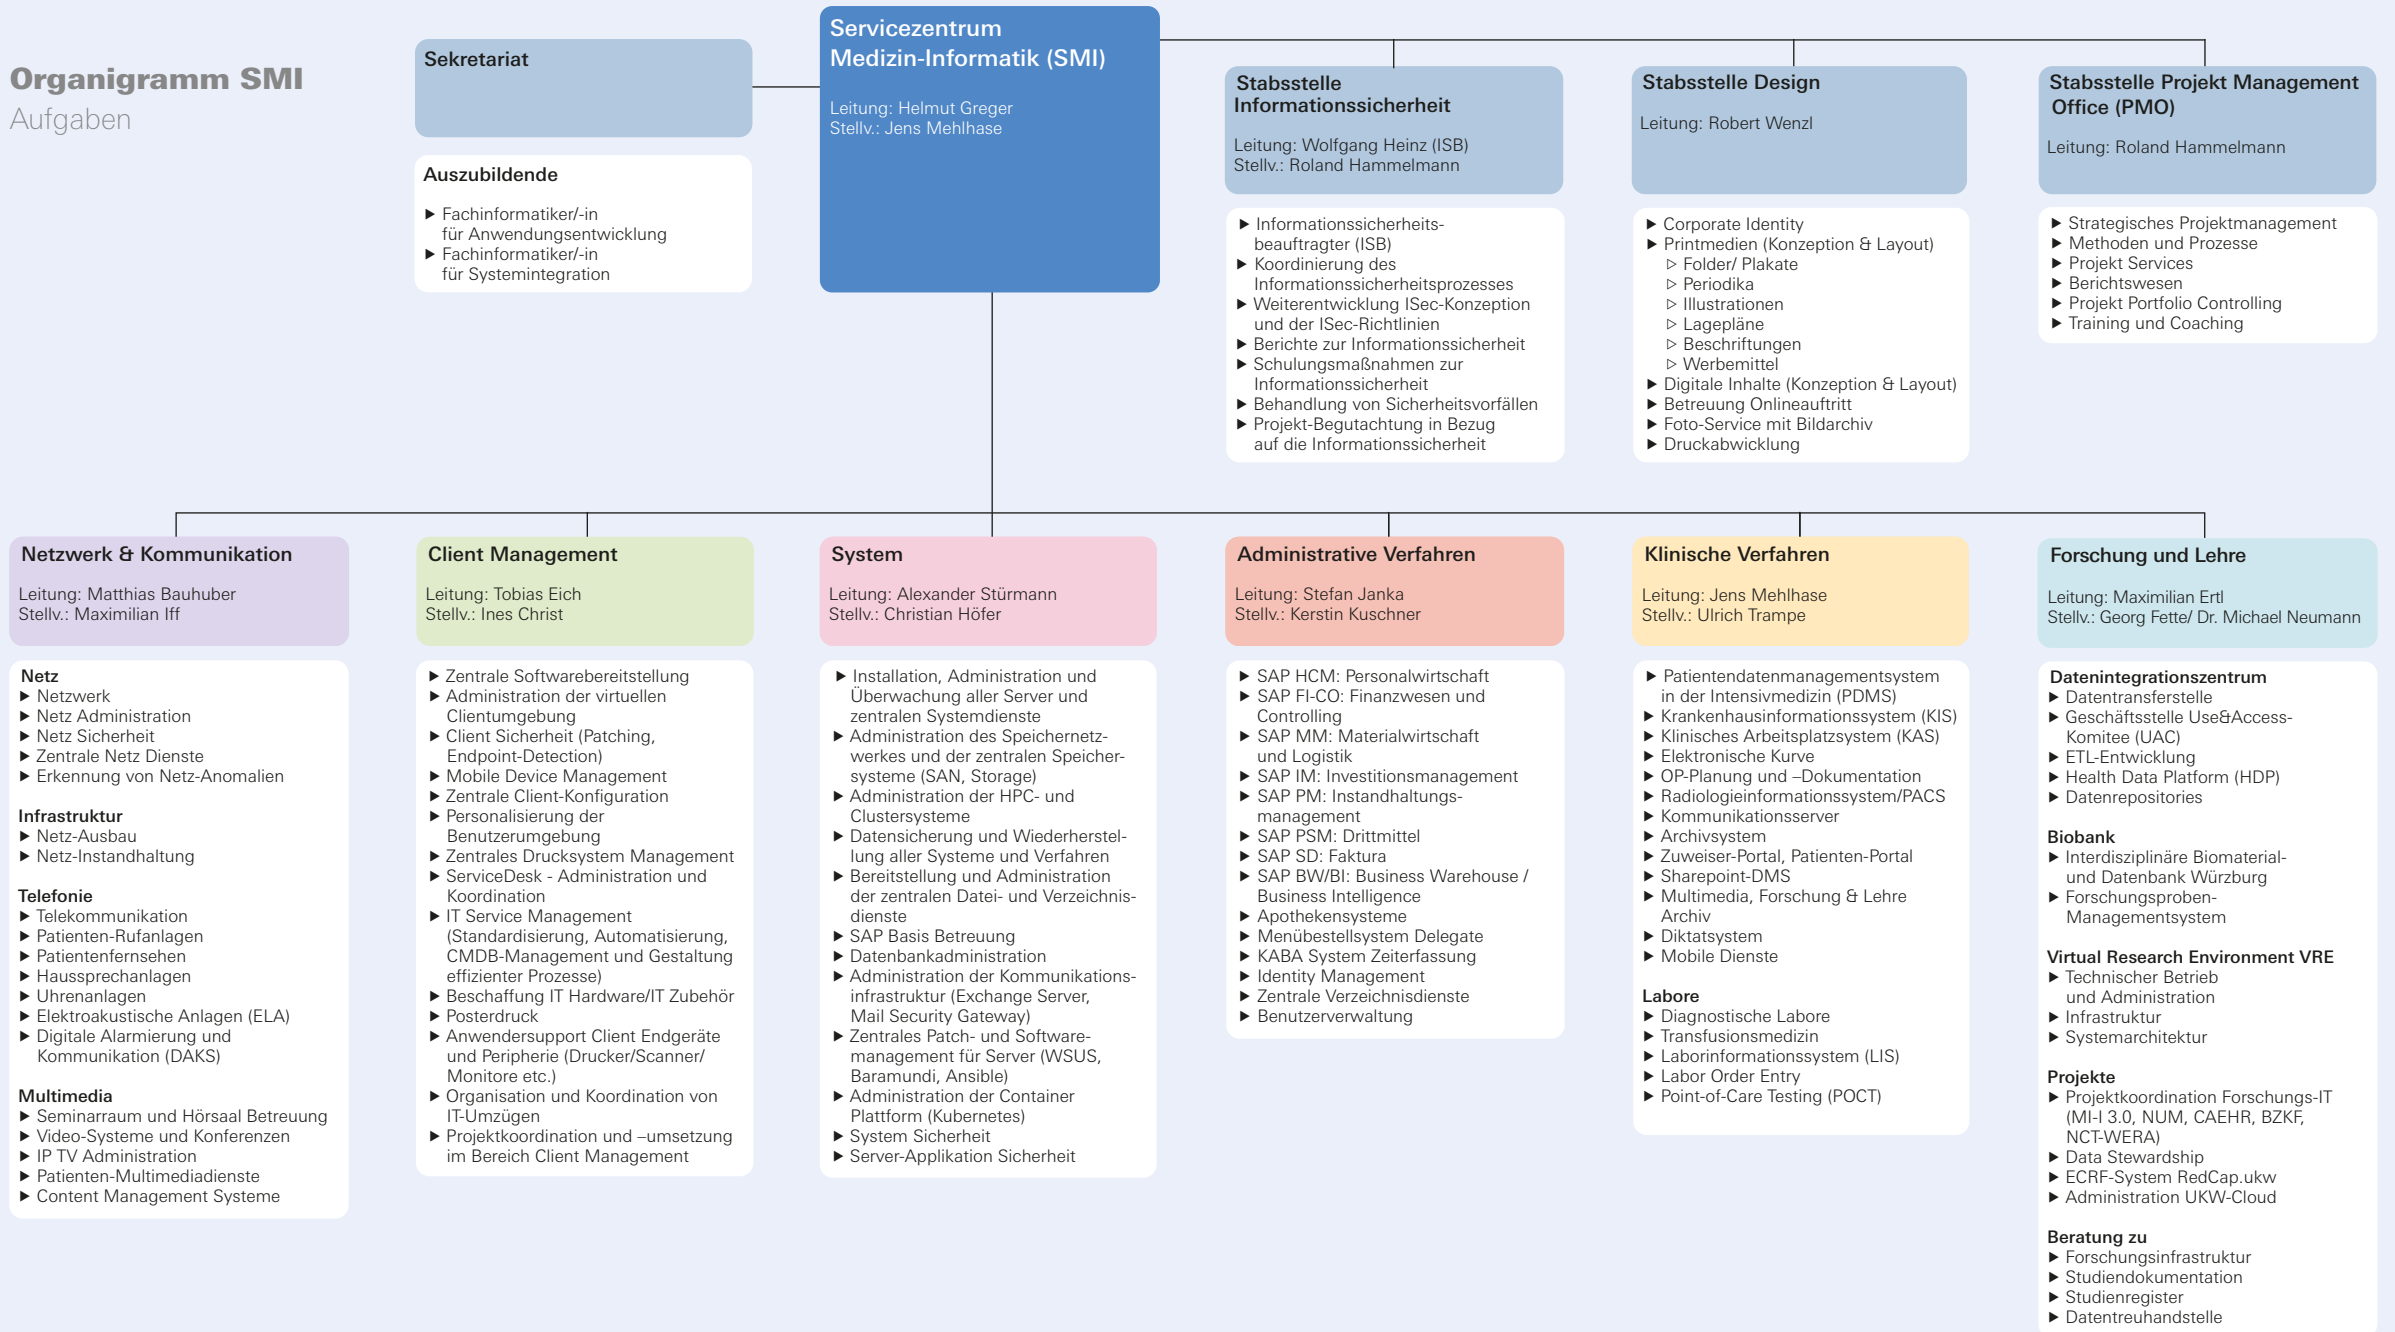 Organigramm SMI
Aufgaben
Sekretariat
Auszubildende
▶ Fachinformatiker/-in
für Anwendungsentwicklung
▶ Fachinformatiker/-in
für Systemintegration
Servicezentrum
Medizin-Informatik (SMI)
Leitung: Helmut Greger
Stellv.: Jens Mehlhase
Stabsstelle
Informationssicherheit
Leitung: Wolfgang Heinz (ISB)
Stellv.: Roland Hammelmann
▶ Informationssicherheits-
beauftragter (ISB)
▶ Koordinierung des
Informationssicherheitsprozesses
▶ Weiterentwicklung ISec-Konzeption
und der ISec-Richtlinien
▶ Berichte zur Informationssicherheit
▶ Schulungsmaßnahmen zur
Informationssicherheit
▶ Behandlung von Sicherheitsvorfällen
▶ Projekt-Begutachtung in Bezug
auf die Informationssicherheit
Stabsstelle Design
Leitung: Robert Wenzl
▶ Corporate Identity
▶ Printmedien (Konzeption & Layout)
▷ Folder/ Plakate
▷ Periodika
▷ Illustrationen
▷ Lagepläne
▷ Beschriftungen
▷ Werbemittel
▶ Digitale Inhalte (Konzeption & Layout)
▶ Betreuung Onlineauftritt
▶ Foto-Service mit Bildarchiv
▶ Druckabwicklung
Stabsstelle Projekt Management
Office (PMO)
Leitung: Roland Hammelmann
▶ Strategisches Projektmanagement
▶ Methoden und Prozesse
▶ Projekt Services
▶ Berichtswesen
▶ Projekt Portfolio Controlling
▶ Training und Coaching
Netzwerk & Kommunikation
Leitung: Matthias Bauhuber
Stellv.: Maximilian Iff
Netz
▶ Netzwerk
▶ Netz Administration
▶ Netz Sicherheit
▶ Zentrale Netz Dienste
▶ Erkennung von Netz-Anomalien
Infrastruktur
▶ Netz-Ausbau
▶ Netz-Instandhaltung
Telefonie
▶ Telekommunikation
▶ Patienten-Rufanlagen
▶ Patientenfernsehen
▶ Haussprechanlagen
▶ Uhrenanlagen
▶ Elektroakustische Anlagen (ELA)
▶ Digitale Alarmierung und
Kommunikation (DAKS)
Multimedia
▶ Seminarraum und Hörsaal Betreuung
▶ Video-Systeme und Konferenzen
▶ IP TV Administration
▶ Patienten-Multimediadienste
▶ Content Management Systeme
Client Management
Leitung: Tobias Eich
Stellv.: Ines Christ
▶ Zentrale Softwarebereitstellung
▶ Administration der virtuellen
Clientumgebung
▶ Client Sicherheit (Patching,
Endpoint-Detection)
▶ Mobile Device Management
▶ Zentrale Client-Konfiguration
▶ Personalisierung der
Benutzerumgebung
▶ Zentrales Drucksystem Management
▶ ServiceDesk - Administration und
Koordination
▶ IT Service Management
(Standardisierung, Automatisierung,
CMDB-Management und Gestaltung
effizienter Prozesse)
▶ Beschaffung IT Hardware/IT Zubehör
▶ Posterdruck
▶ Anwendersupport Client Endgeräte
und Peripherie (Drucker/Scanner/
Monitore etc.)
▶ Organisation und Koordination von
IT-Umzügen
▶ Projektkoordination und –umsetzung
im Bereich Client Management
System
Leitung: Alexander Stürmann
Stellv.: Christian Höfer
▶ Installation, Administration und
Überwachung aller Server und
zentralen Systemdienste
▶ Administration des Speichernetz-
werkes und der zentralen Speicher-
systeme (SAN, Storage)
▶ Administration der HPC- und
Clustersysteme
▶ Datensicherung und Wiederherstel-
lung aller Systeme und Verfahren
▶ Bereitstellung und Administration
der zentralen Datei- und Verzeichnis-
dienste
▶ SAP Basis Betreuung
▶ Datenbankadministration
▶ Administration der Kommunikations-
infrastruktur (Exchange Server,
Mail Security Gateway)
▶ Zentrales Patch- und Software-
management für Server (WSUS,
Baramundi, Ansible)
▶ Administration der Container
Plattform (Kubernetes)
▶ System Sicherheit
▶ Server-Applikation Sicherheit
Administrative Verfahren
Leitung: Stefan Janka
Stellv.: Kerstin Kuschner
▶ SAP HCM: Personalwirtschaft
▶ SAP FI-CO: Finanzwesen und
Controlling
▶ SAP MM: Materialwirtschaft
und Logistik
▶ SAP IM: Investitionsmanagement
▶ SAP PM: Instandhaltungs-
management
▶ SAP PSM: Drittmittel
▶ SAP SD: Faktura
▶ SAP BW/BI: Business Warehouse /
Business Intelligence
▶ Apothekensysteme
▶ Menübestellsystem Delegate
▶ KABA System Zeiterfassung
▶ Identity Management
▶ Zentrale Verzeichnisdienste
▶ Benutzerverwaltung
Klinische Verfahren
Leitung: Jens Mehlhase
Stellv.: Ulrich Trampe
▶ Patientendatenmanagementsystem
in der Intensivmedizin (PDMS)
▶ Krankenhausinformationssystem (KIS)
▶ Klinisches Arbeitsplatzsystem (KAS)
▶ Elektronische Kurve
▶ OP-Planung und –Dokumentation
▶ Radiologieinformationssystem/PACS
▶ Kommunikationsserver
▶ Archivsystem
▶ Zuweiser-Portal, Patienten-Portal
▶ Sharepoint-DMS
▶ Multimedia, Forschung & Lehre
Archiv
▶ Diktatsystem
▶ Mobile Dienste
Labore
▶ Diagnostische Labore
▶ Transfusionsmedizin
▶ Laborinformationssystem (LIS)
▶ Labor Order Entry
▶ Point-of-Care Testing (POCT)
Forschung und Lehre
Leitung: Maximilian Ertl
Stellv.: Georg Fette/ Dr. Michael Neumann
Datenintegrationszentrum
▶ Datentransferstelle
▶ Geschäftsstelle Use&Access-
Komitee (UAC)
▶ ETL-Entwicklung
▶ Health Data Platform (HDP)
▶ Datenrepositories
Biobank
▶ Interdisziplinäre Biomaterial-
und Datenbank Würzburg
▶ Forschungsproben-
Managementsystem
Virtual Research Environment VRE
▶ Technischer Betrieb
und Administration
▶ Infrastruktur
▶ Systemarchitektur
Projekte
▶ Projektkoordination Forschungs-IT
(MI-I 3.0, NUM, CAEHR, BZKF,
NCT-WERA)
▶ Data Stewardship
▶ ECRF-System RedCap.ukw
▶ Administration UKW-Cloud
Beratung zu
▶ Forschungsinfrastruktur
▶ Studiendokumentation
▶ Studienregister
▶ Datentreuhandstelle